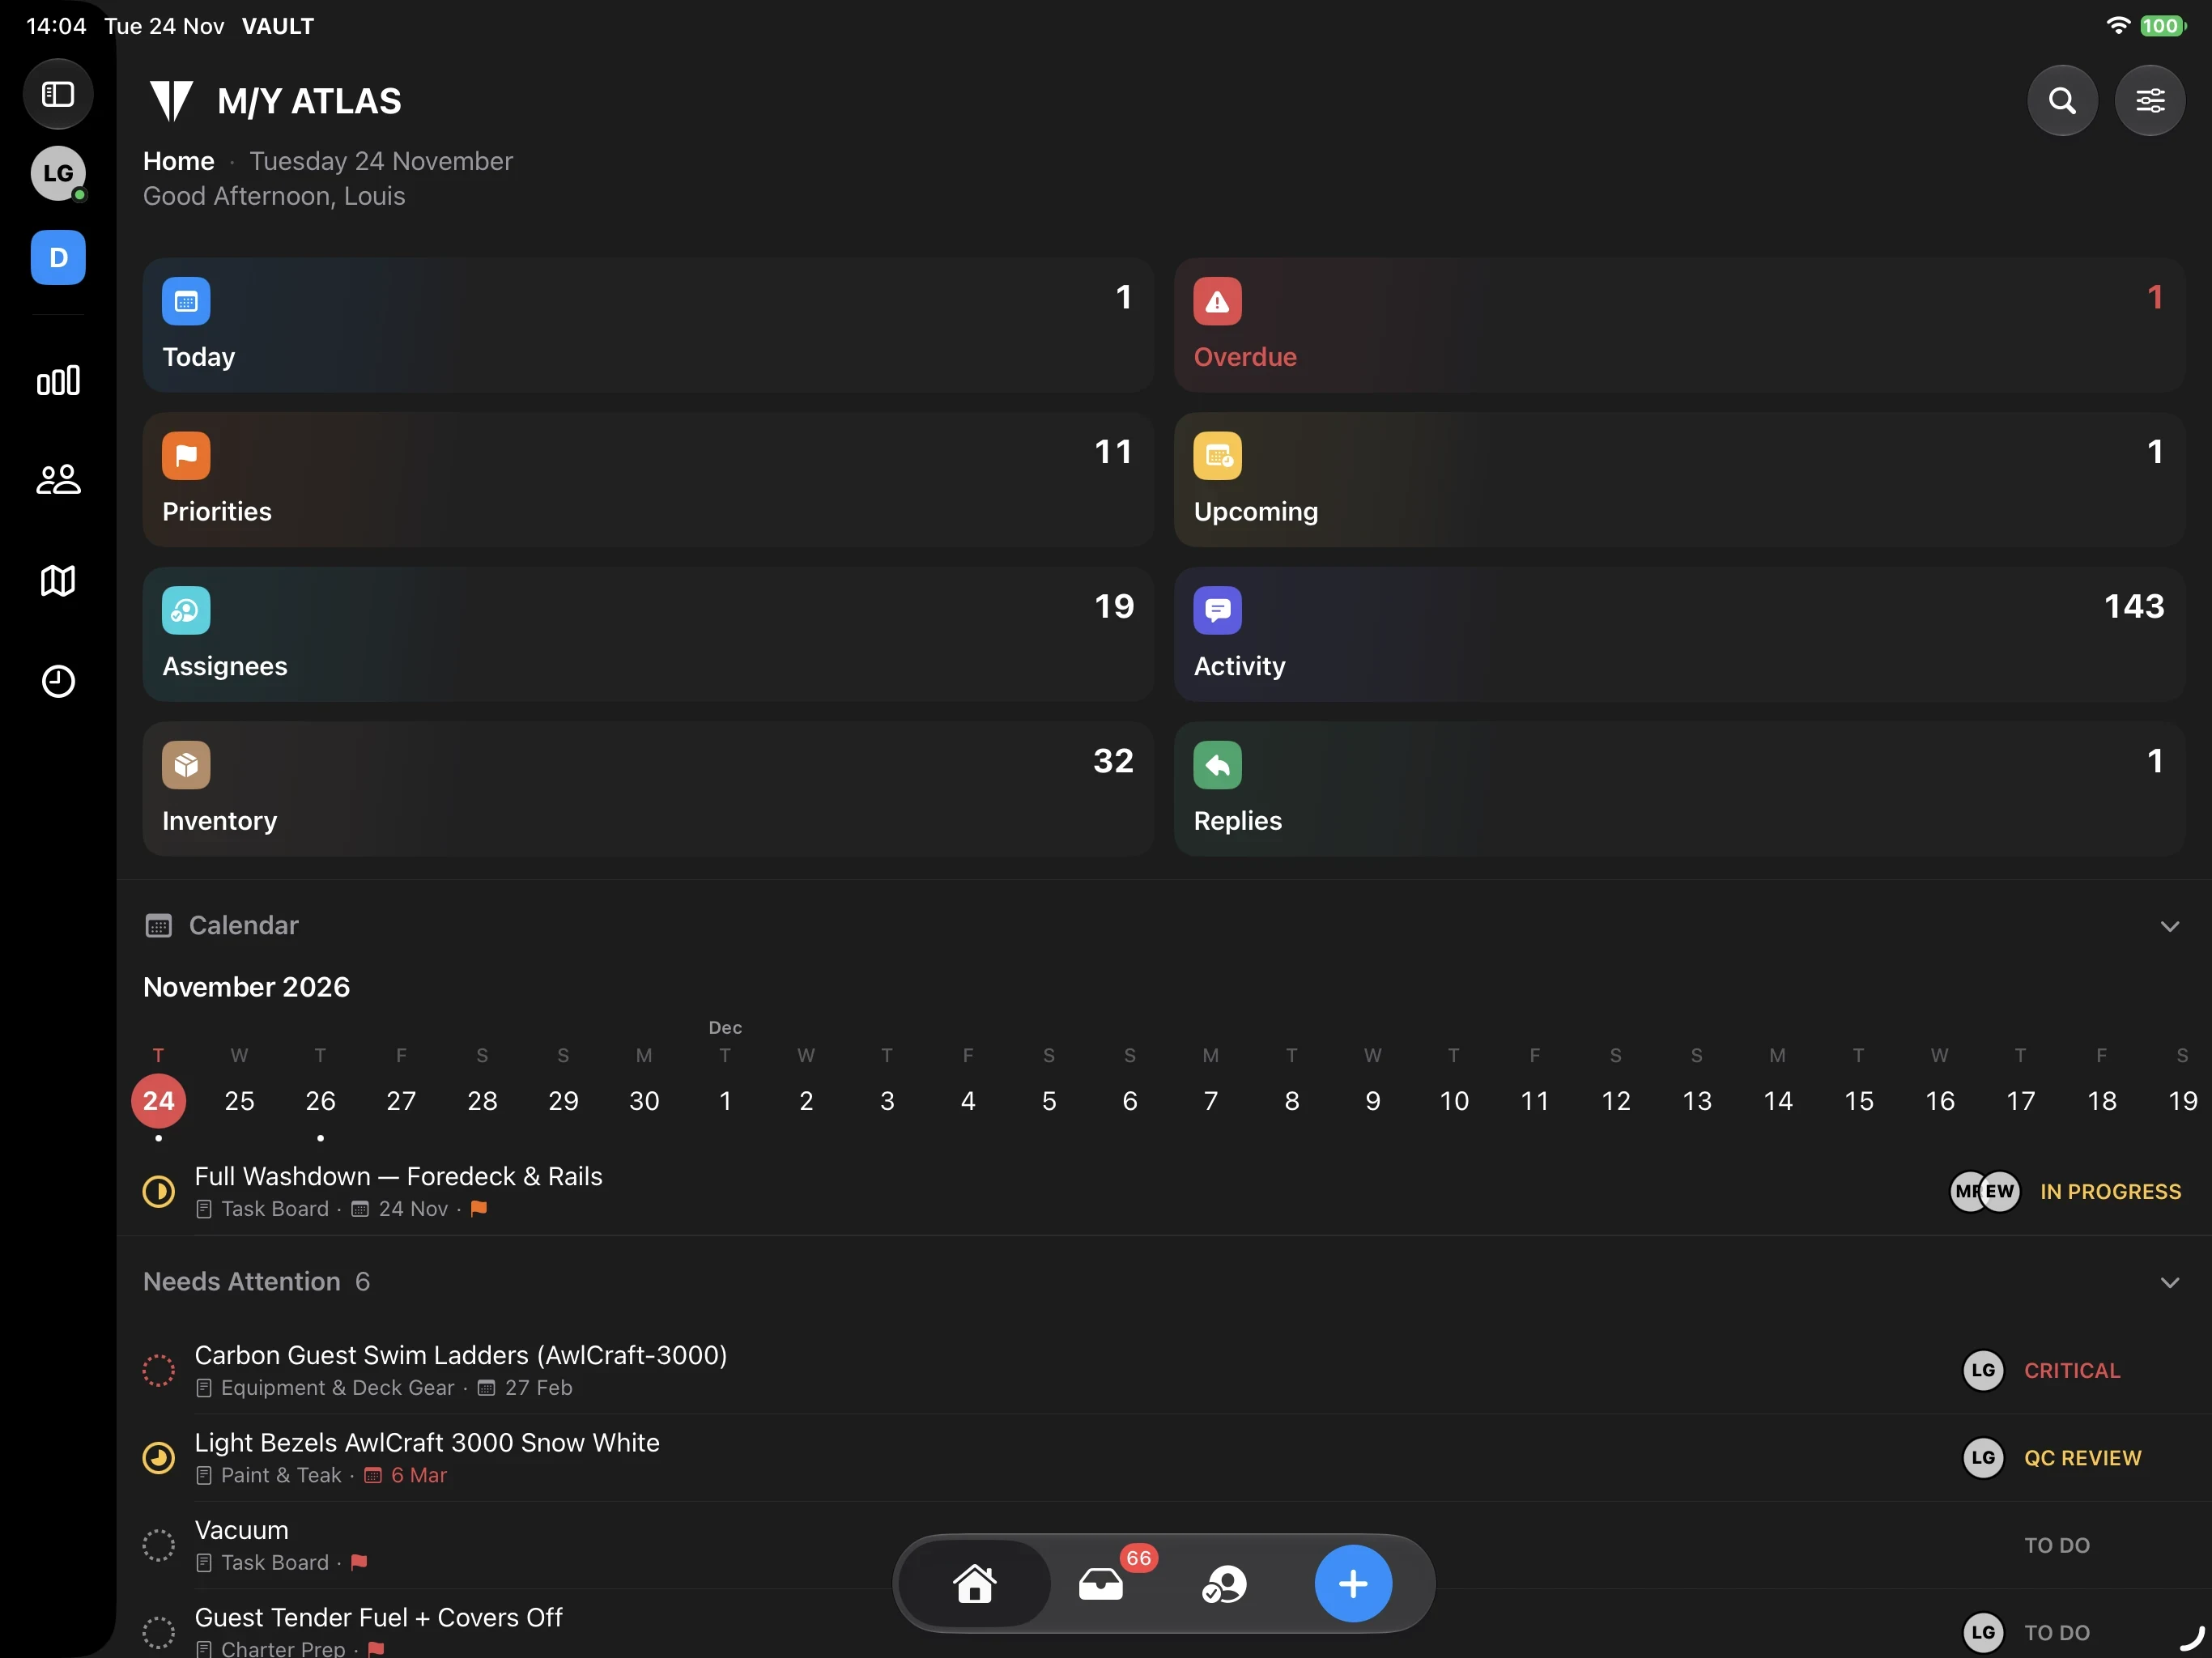 14:04 Tue 24 Nov VAULT
100
M/Y ATLAS
LG
Home · Tuesday 24 November
Good Afternoon, Louis
D
1
Today
1
Overdue
11
Priorities
1
Upcoming
19
Assignees
143
Activity
32
Inventory
1
Replies
Calendar
November 2026
Dec
T W T F S S M T W T F S S M T W T F S S M T W T F S
24 25 26 27 28 29 30 1 2 3 4 5 6 7 8 9 10 11 12 13 14 15 16 17 18 19
Full Washdown — Foredeck & Rails
Task Board · 24 Nov ·
EW IN PROGRESS
Needs Attention 6
Carbon Guest Swim Ladders (AwlCraft-3000)
Equipment & Deck Gear · 27 Feb
LG CRITICAL
Light Bezels AwlCraft 3000 Snow White
Paint & Teak · 6 Mar
LG QC REVIEW
Vacuum
Task Board ·
TO DO
66
Guest Tender Fuel + Covers Off
Charter Prep ·
LG TO DO